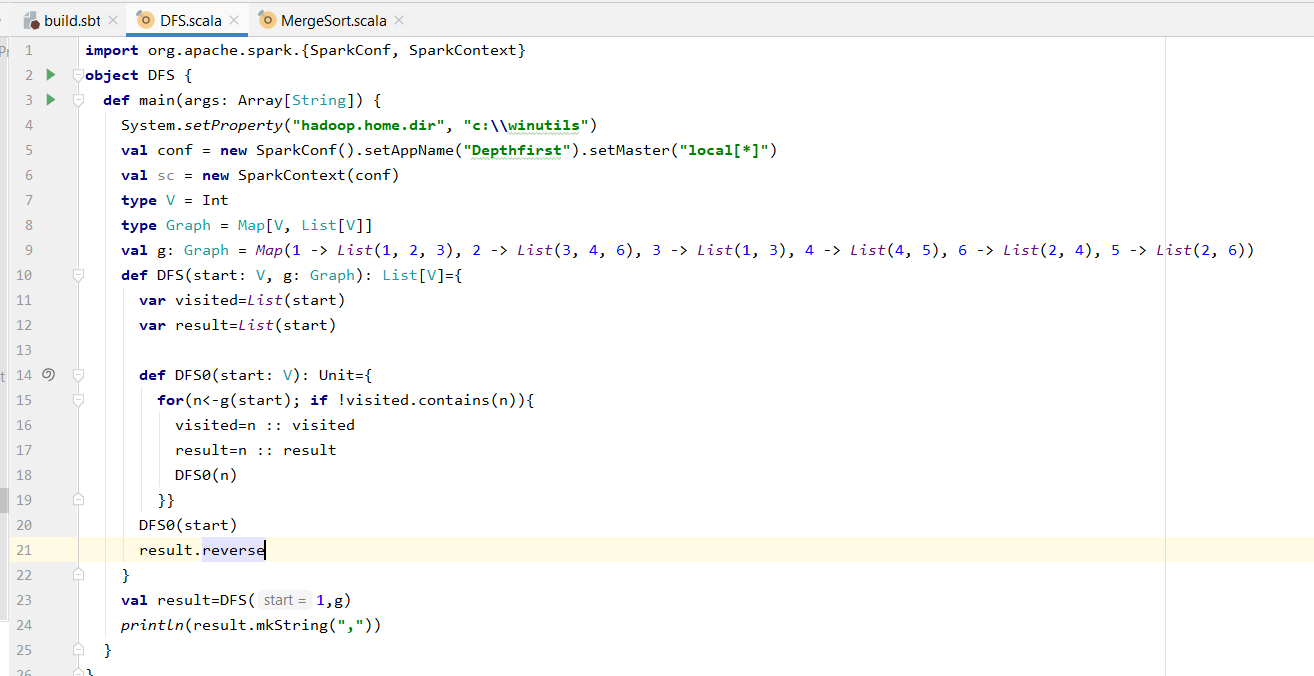 build.sbt DFS.scala MergeSort.scala
1 import org.apache.spark.{SparkConf, SparkContext}
2 object DFS {
3 def main(args: Array[String]) {
4 System.setProperty("hadoop.home.dir", "c:\\winutils")
5 val conf = new SparkConf().setAppName("Depthfirst").setMaster("local[*]")
6 val sc = new SparkContext(conf)
7 type V = Int
8 type Graph = Map[V, List[V]]
9 val g: Graph = Map(1 -> List(1, 2, 3), 2 -> List(3, 4, 6), 3 -> List(1, 3), 4 -> List(4, 5), 6 -> List(2, 4), 5 -> List(2, 6))
10 def DFS(start: V, g: Graph): List[V]={
11 var visited=List(start)
12 var result=List(start)
13
14 def DFS0(start: V): Unit={
15 for(n<-g(start); if !visited.contains(n)){
16 visited=n :: visited
17 result=n :: result
18 DFS0(n)
19 }}
20 DFS0(start)
21 result.reverse
22 }
23 val result=DFS( start = 1,g)
24 println(result.mkString(","))
25 }
26 }